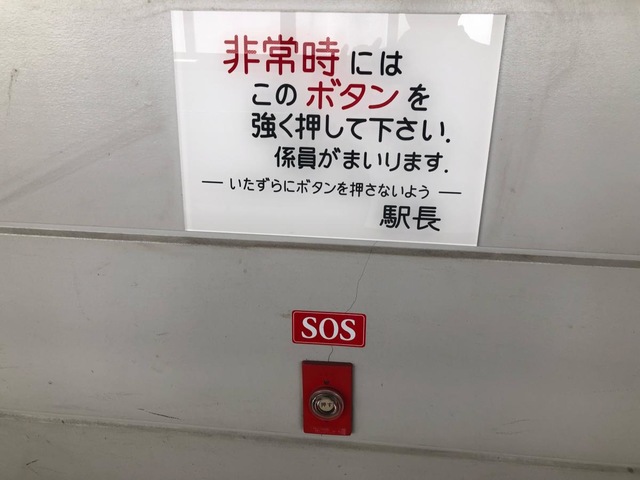 非常時には
このボタンを
強く押して下さい.
係員がまいります.
― いたずらにボタンを押さないよう ―
駅長
SOS